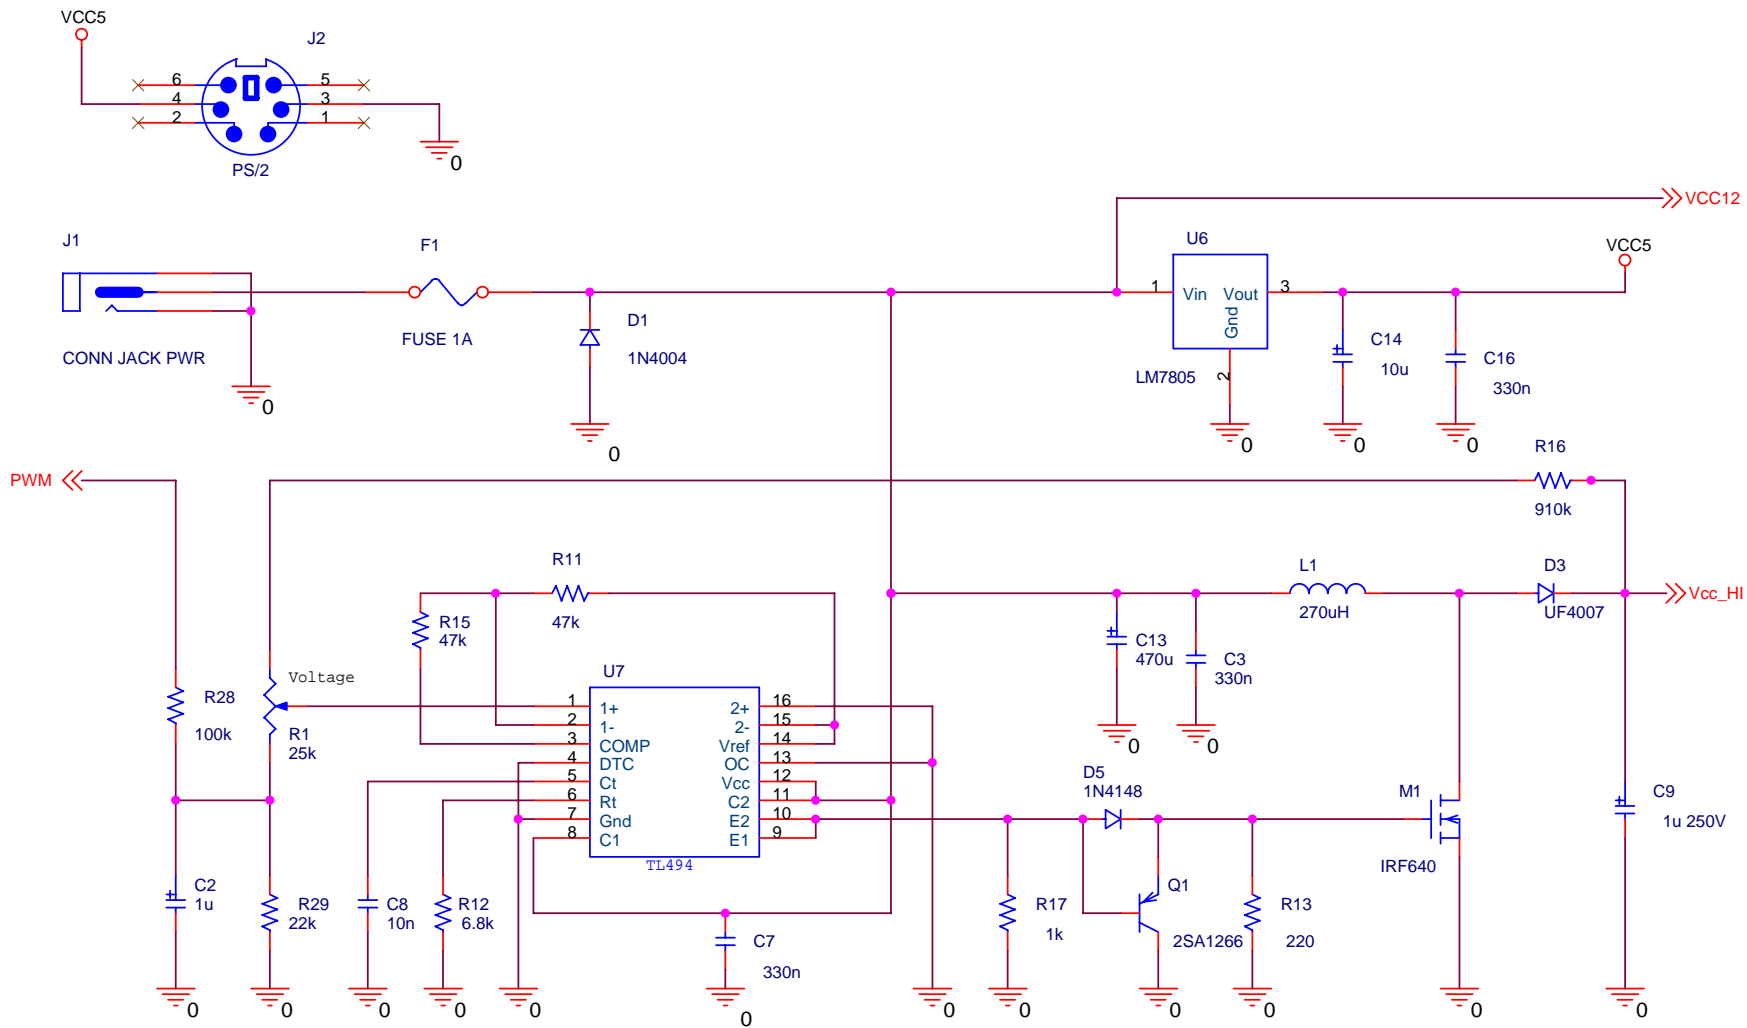 VCC5
J2
6 5
4 3
2 1
0
PS/2
VCC12
J1
F1
U6
VCC5
1 Vin Vout 3
Gnd
2
FUSE 1A
CONN JACK PWR
D1
1N4004
LM7805
C14
10u
C16
330n
0
0
0
0
0
PWM
R16
910k
R11
47k
R15
47k
L1
270uH
D3
UF4007
Vcc_HI
C13
470u
C3
330n
0
0
Voltage
R28
100k
R1
25k
U7
1 1+ 2+ 16
2 1- 2- 15
3 COMP Vref 14
4 DTC OC 13
5 Ct Vcc 12
6 Rt C2 11
7 Gnd E2 10
8 C1 E1 9
TL494
D5
1N4148
M1
IRF640
C9
1u 250V
C2
1u
R29
22k
C8
10n
R12
6.8k
C7
330n
R17
1k
Q1
2SA1266
R13
220
0
0
0
0
0
0
0
0
0
0
0
0